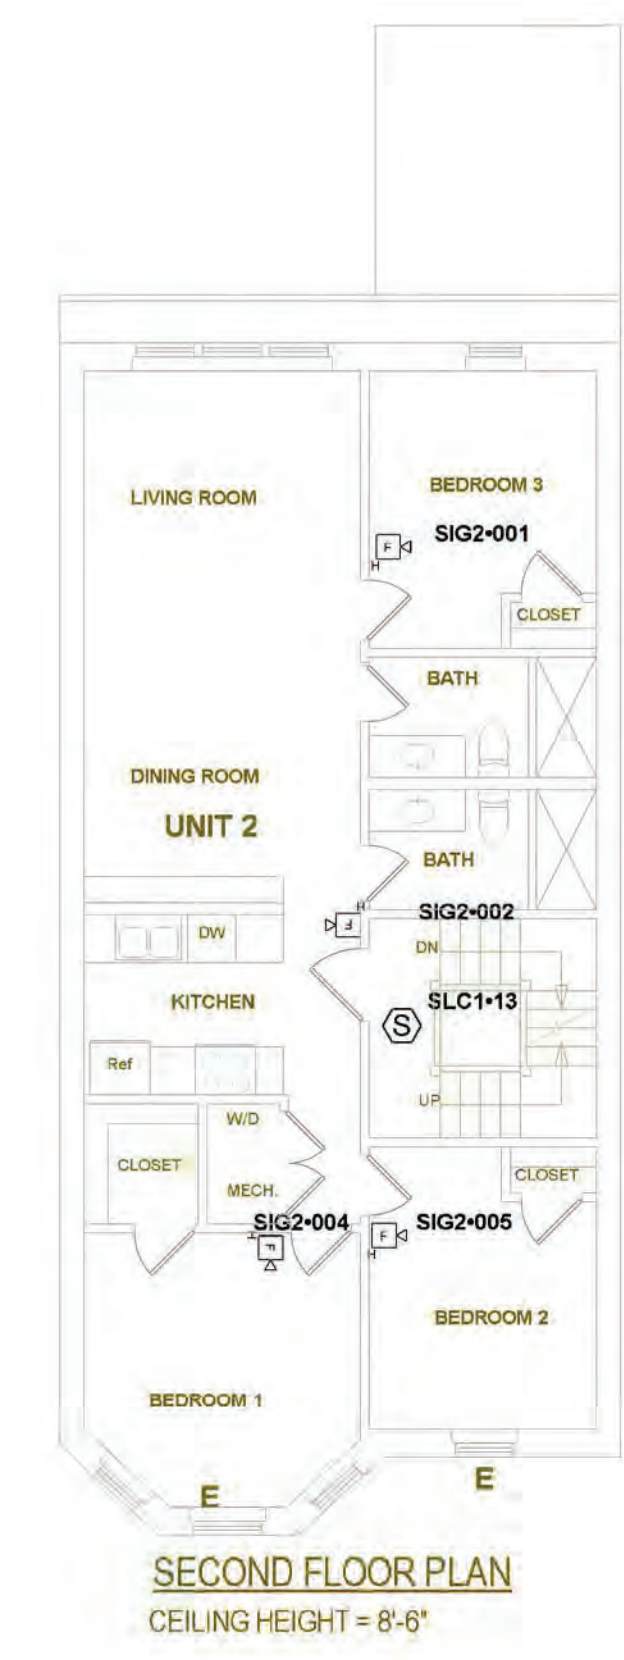 LIVING ROOM
BEDROOM 3
SIG2•001
F
H
CLOSET
BATH
DINING ROOM
UNIT 2
BATH
H
SIG2•002
F
DW
DN
KITCHEN
SLC1•13
S
Ref
UP
W/D
CLOSET
CLOSET
MECH.
SIG2•004
SIG2•005
H
F
F
H
BEDROOM 2
BEDROOM 1
E
E
SECOND FLOOR PLAN
CEILING HEIGHT = 8'-6"